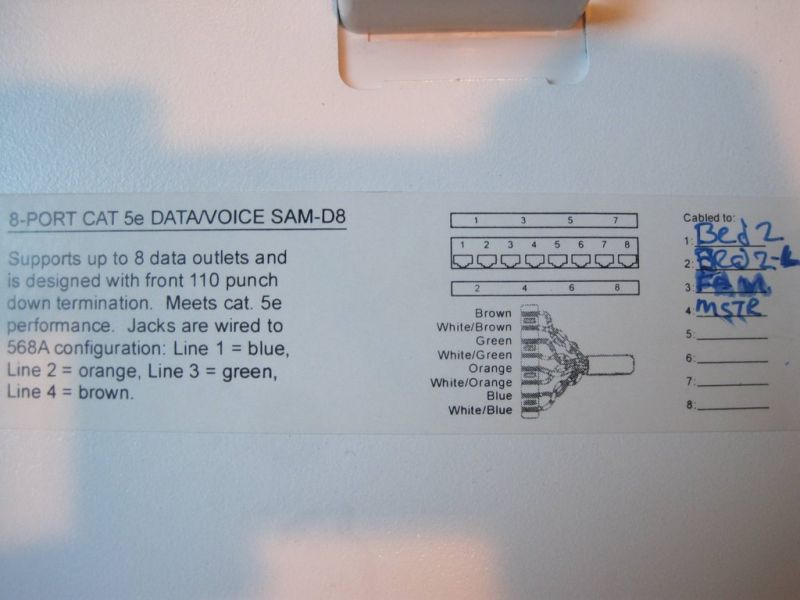 8-PORT CAT 5e DATA/VOICE SAM-D8
Supports up to 8 data outlets and
is designed with front 110 punch
down termination. Meets cat. 5e
performance. Jacks are wired to
568A configuration: Line 1 = blue,
Line 2 = orange, Line 3 = green,
Line 4 = brown.
1 3 5 7
1 2 3 4 5 6 7 8
2 4 6 8
Brown
White/Brown
Green
White/Green
Orange
White/Orange
Blue
White/Blue
Cabled to:
1: Bed 2
2: Bed 2-L
3: FAM.
4: MSTR
5:
6:
7:
8: